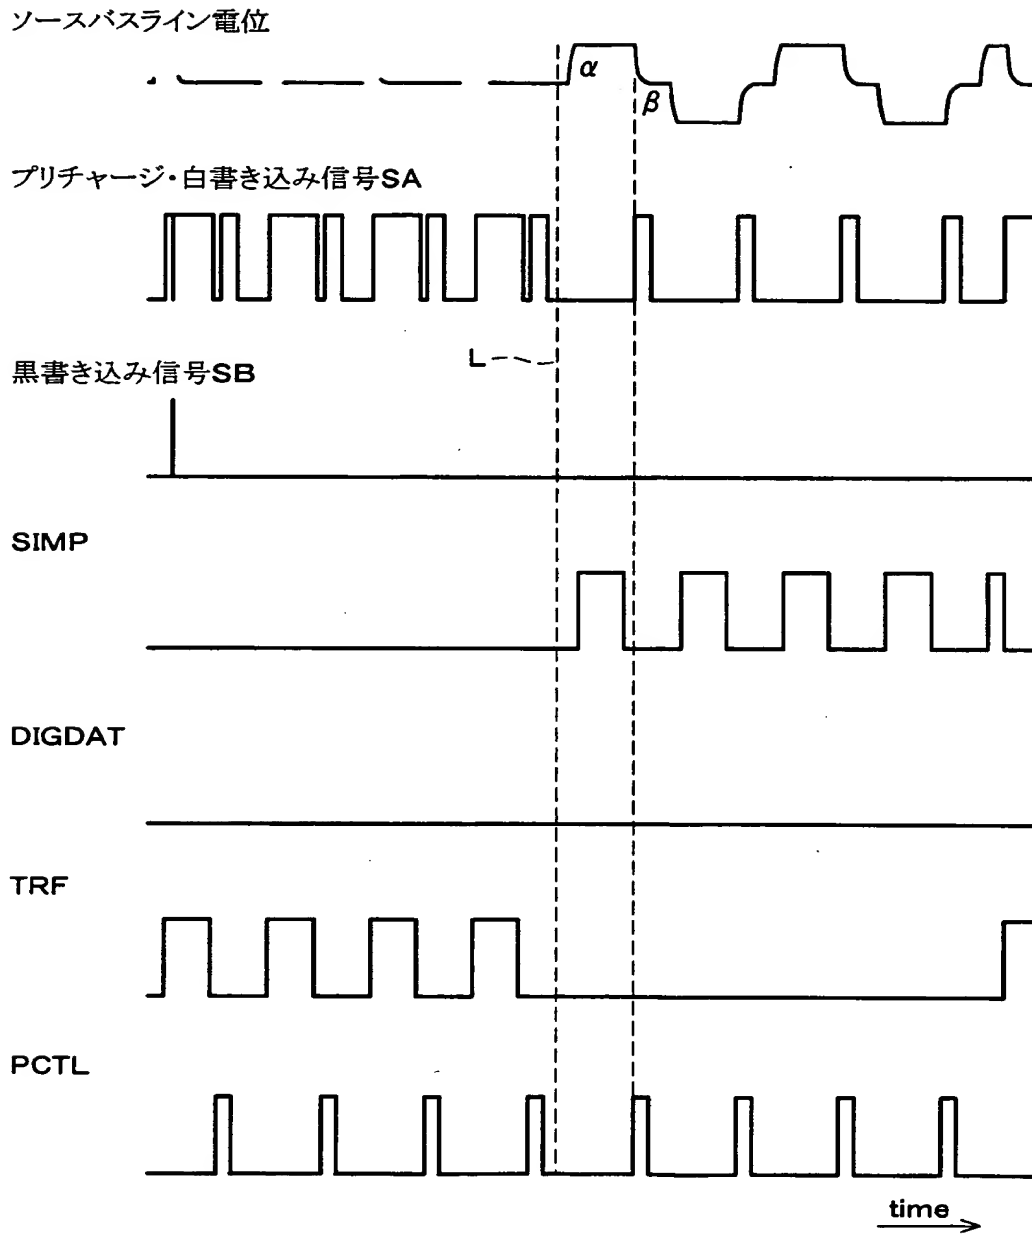 ソースバスライン電位
α
β
プリチャージ・白書き込み信号SA
L
黒書き込み信号SB
SIMP
DIGDAT
TRF
PCTL
time